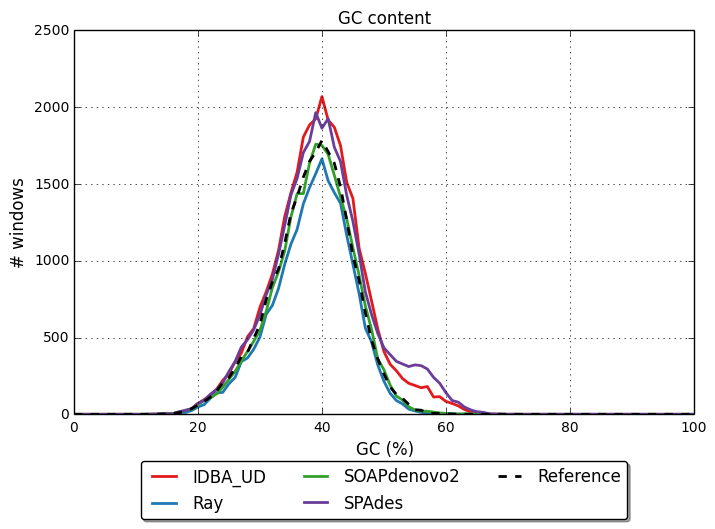 GC content
2500
2000
1500
1000
500
0
# windows
0 20 40 60 80 100
GC (%)
IDBA_UD SOAPdenovo2 Reference
Ray SPAdes